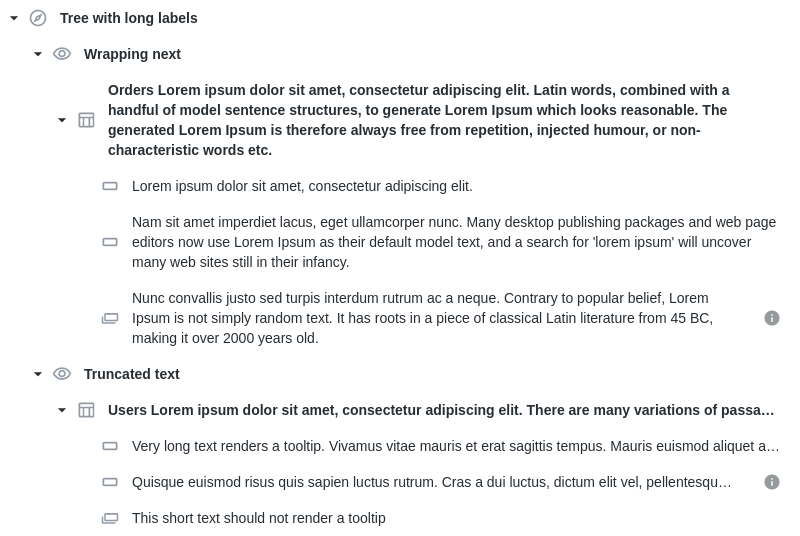 Tree with long labels
Wrapping next
Orders Lorem ipsum dolor sit amet, consectetur adipiscing elit. Latin words, combined with a
handful of model sentence structures, to generate Lorem Ipsum which looks reasonable. The
generated Lorem Ipsum is therefore always free from repetition, injected humour, or non-
characteristic words etc.
Lorem ipsum dolor sit amet, consectetur adipiscing elit.
Nam sit amet imperdiet lacus, eget ullamcorper nunc. Many desktop publishing packages and web page
editors now use Lorem Ipsum as their default model text, and a search for 'lorem ipsum' will uncover
many web sites still in their infancy.
Nunc convallis justo sed turpis interdum rutrum ac a neque. Contrary to popular belief, Lorem
Ipsum is not simply random text. It has roots in a piece of classical Latin literature from 45 BC,
making it over 2000 years old.
Truncated text
Users Lorem ipsum dolor sit amet, consectetur adipiscing elit. There are many variations of passa…
Very long text renders a tooltip. Vivamus vitae mauris et erat sagittis tempus. Mauris euismod aliquet a…
Quisque euismod risus quis sapien luctus rutrum. Cras a dui luctus, dictum elit vel, pellentesqu…
This short text should not render a tooltip